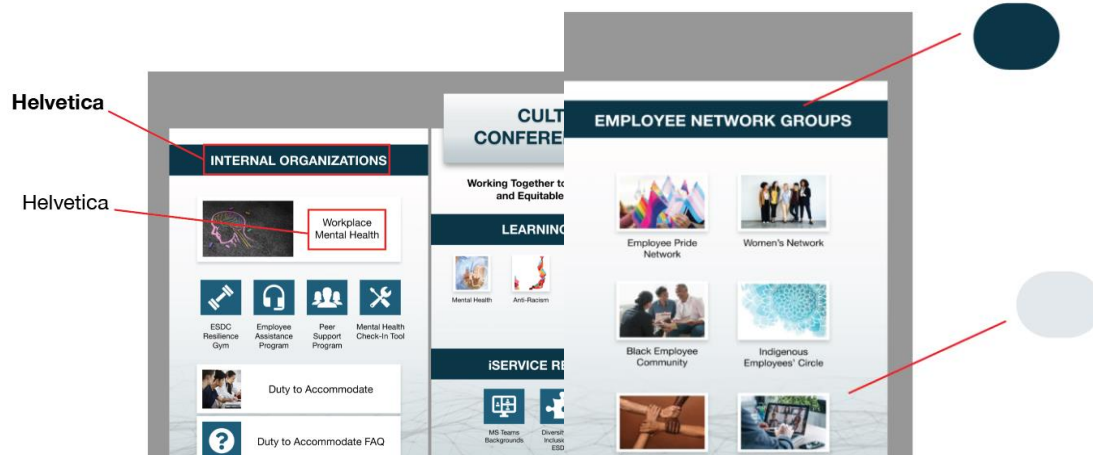 Helvetica
Helvetica
INTERNAL ORGANIZATIONS
Workplace
Mental Health
ESDC
Resilience
Gym
Employee
Assistance
Program
Peer
Support
Program
Mental Health
Check-In Tool
Duty to Accommodate
Duty to Accommodate FAQ
CULT
CONFERE
Working Together to
and Equitable
LEARNING
Mental Health
Anti-Racism
iSERVICE RE
MS-Teams
Backgrounds
Diversit
Inclus
ESD
EMPLOYEE NETWORK GROUPS
Employee Pride
Network
Women's Network
Black Employee
Community
Indigenous
Employees' Circle